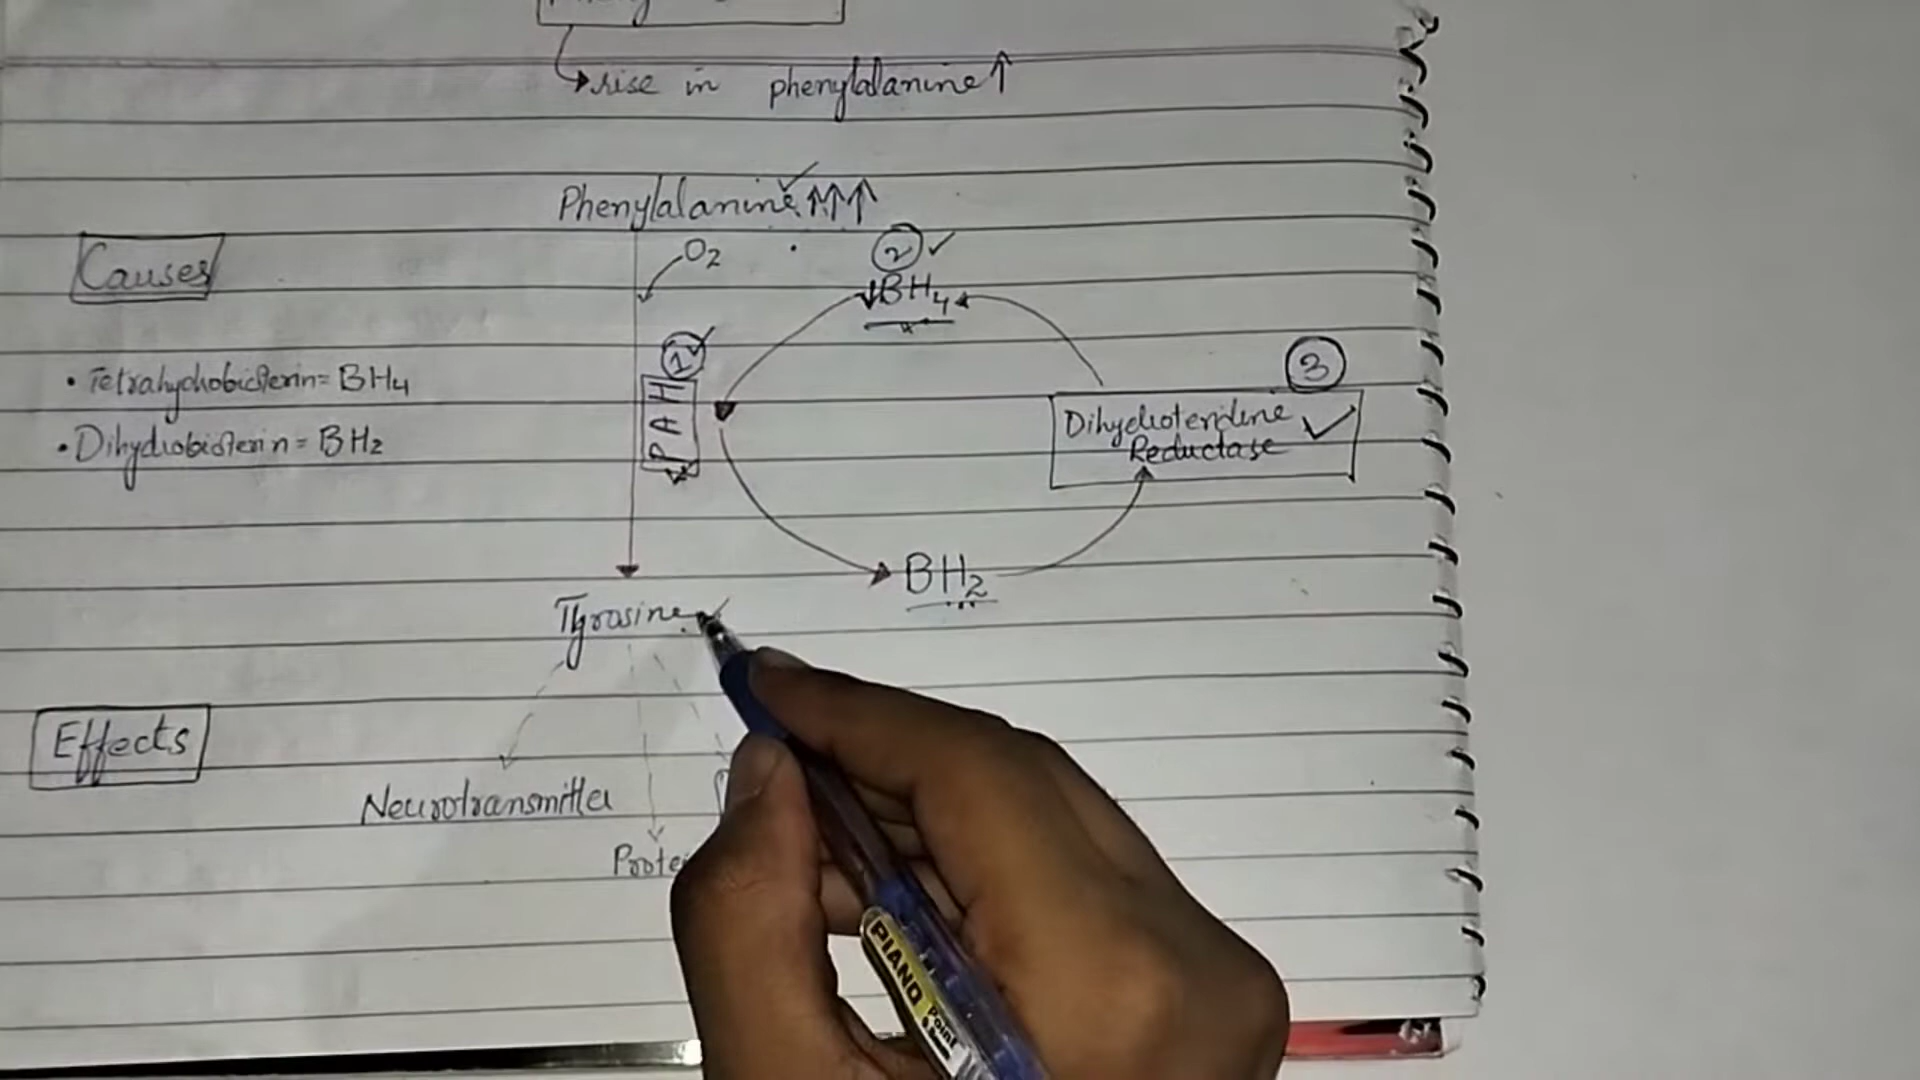 rise in phenylalanine ↑
Phenylalanine ↑↑↑
O2
2
Causes
↓BH4
1
PAH
3
• Tetrahydrobiopterin = BH4
Reductase
• Dihydrobiopterin = BH2
BH2
Tyrosine
Effects
Neurotransmitter
PIANO
Point